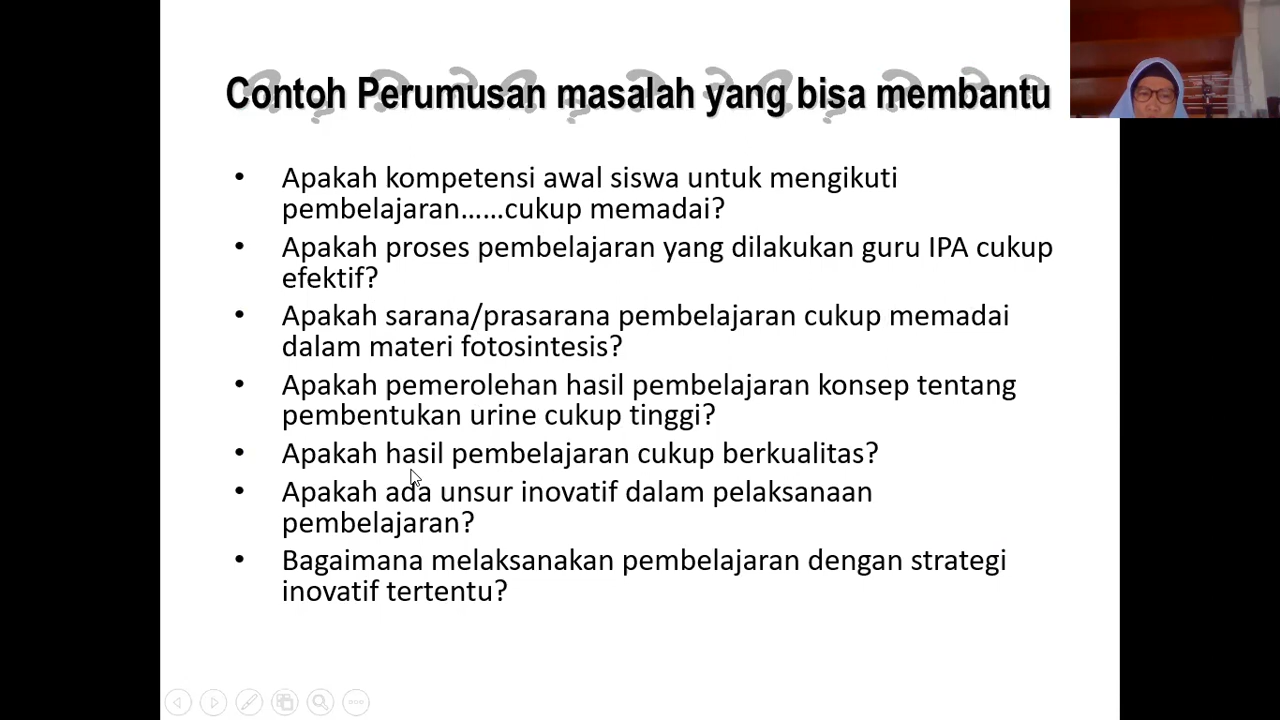 Contoh Perumusan masalah yang bisa membantu
• Apakah kompetensi awal siswa untuk mengikuti
pembelajaran……cukup memadai?
• Apakah proses pembelajaran yang dilakukan guru IPA cukup
efektif?
• Apakah sarana/prasarana pembelajaran cukup memadai
dalam materi fotosintesis?
• Apakah pemerolehan hasil pembelajaran konsep tentang
pembentukan urine cukup tinggi?
• Apakah hasil pembelajaran cukup berkualitas?
• Apakah ada unsur inovatif dalam pelaksanaan
pembelajaran?
• Bagaimana melaksanakan pembelajaran dengan strategi
inovatif tertentu?